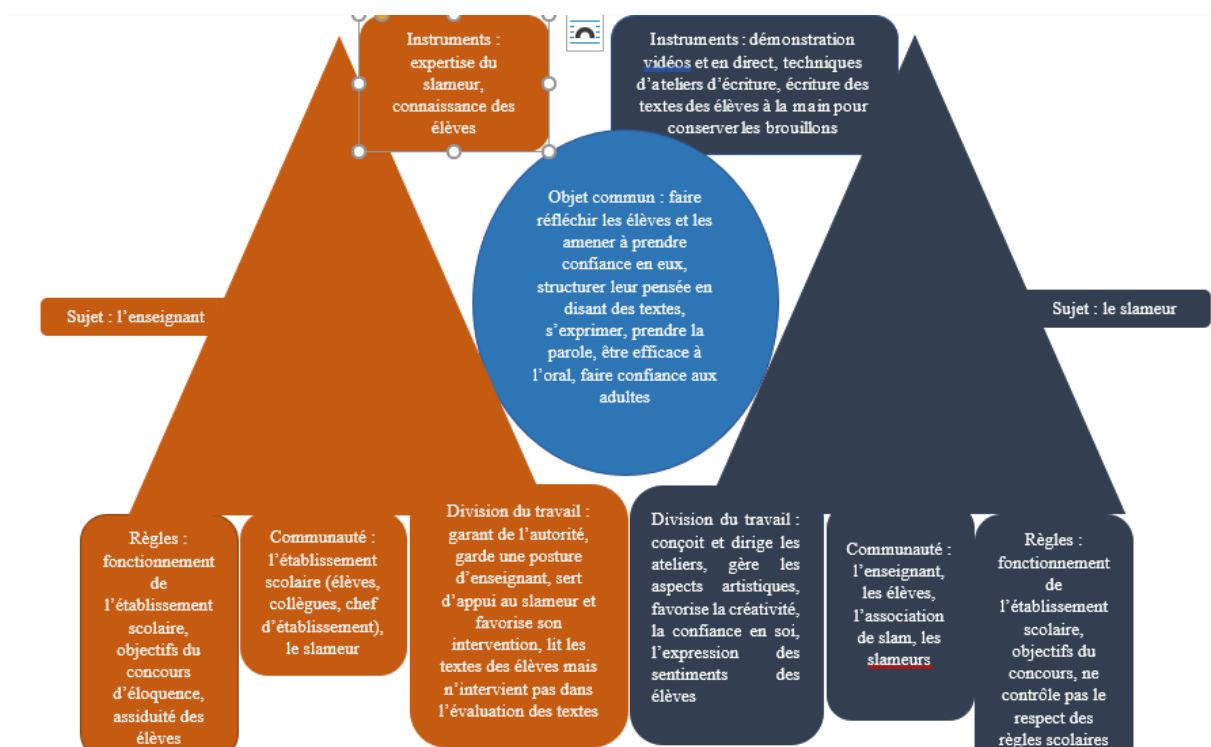 Instruments :
expertise du
slameur,
connaissance des
élèves
Instruments : démonstration
vidéos et en direct, techniques
d'ateliers d'écriture, écriture des
textes des élèves à la main pour
conserver les brouillons
Objet commun : faire
réfléchir les élèves et les
amener à prendre
confiance en eux,
structurer leur pensée en
disant des textes,
s'exprimer, prendre la
parole, être efficace à
l'oral, faire confiance aux
adultes
Sujet : l'enseignant
Sujet : le slameur
Règles :
fonctionnement
de
l'établissement
scolaire,
objectifs du
concours
d'éloquence,
assiduité des
élèves
Communauté :
l'établissement
scolaire (élèves,
collègues, chef
d'établissement),
le slameur
Division du travail :
garant de l'autorité,
garde une posture
d'enseignant, sert
d'appui au slameur et
favorise son
intervention, lit les
textes des élèves mais
n'intervient pas dans
l'évaluation des textes
Division du travail :
conçoit et dirige les
ateliers, gère les
aspects artistiques,
favorise la créativité,
la confiance en soi,
l'expression des
sentiments des
élèves
Communauté :
l'enseignant,
les élèves,
l'association
de slam, les
slameurs
Règles :
fonctionnement
de
l'établissement
scolaire,
objectifs du
concours, ne
contrôle pas le
respect des
règles scolaires